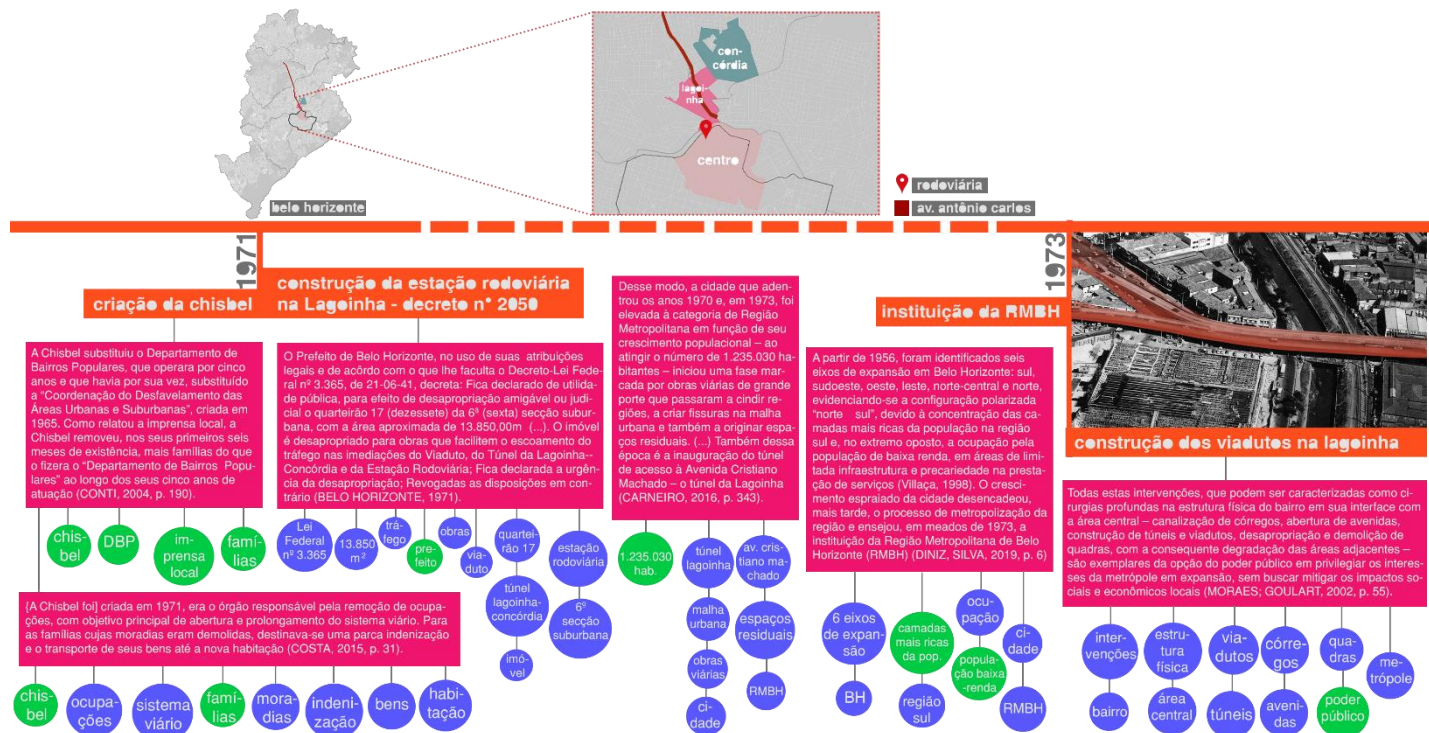 con-
córdia
lagoi-
nha
centro
belo horizonte
rodoviária
av. antônio carlos
1971
criação da chisbel
construção da estação rodoviária
na Lagoinha - decreto n° 2050
A Chisbel substituiu o Departamento de
Bairros Populares, que operara por cinco
anos e que havia por sua vez, substituído
a “Coordenação do Desfavelamento das
Áreas Urbanas e Suburbanas”, criada em
1965. Como relatou a imprensa local, a
Chisbel removeu, nos seus primeiros seis
meses de existência, mais famílias do que
o fizera o “Departamento de Bairros Popu-
lares” ao longo dos seus cinco anos de
atuação (CONTI, 2004, p. 190).
chis-
bel
DBP
im-
prensa
local
famí-
lias
{A Chisbel foi] criada em 1971, era o órgão responsável pela remoção de ocupa-
ções, com objetivo principal de abertura e prolongamento do sistema viário. Para
as famílias cujas moradias eram demolidas, destinava-se uma parca indenização
e o transporte de seus bens até a nova habitação (COSTA, 2015, p. 31).
chis-
bel
ocupa-
ções
sistema
viário
famí-
lias
mora-
dias
indeni-
zação
bens
habi-
tação
O Prefeito de Belo Horizonte, no uso de suas atribuições
legais e de acôrdo com o que lhe faculta o Decreto-Lei Fede-
ral nº 3.365, de 21-06-41, decreta: Fica declarado de utilida-
de pública, para efeito de desapropriação amigável ou judi-
cial o quarteirão 17 (dezessete) da 6ª (sexta) secção subur-
bana, com a área aproximada de 13.850,00m (...). O imóvel
é desapropriado para obras que facilitem o escoamento do
tráfego nas imediações do Viaduto, do Túnel da Lagoinha-
Concórdia e da Estação Rodoviária; Fica declarada a urgên-
cia da desapropriação; Revogadas as disposições em con-
trário (BELO HORIZONTE, 1971).
Lei
Federal
nº 3.365
13.850
m²
trá-
fego
pre-
feito
obras
via-
duto
quartei-
rão 17
túnel
lagoinha-
concórdia
imó-
vel
estação
rodoviária
6º
secção
suburbana
Desse modo, a cidade que aden-
trou os anos 1970 e, em 1973, foi
elevada à categoria de Região
Metropolitana em função de seu
crescimento populacional – ao
atingir o número de 1.235.030 ha-
bitantes – iniciou uma fase mar-
cada por obras viárias de grande
porte que passaram a cindir re-
giões, a criar fissuras na malha
urbana e também a originar espa-
ços residuais. (...) Também dessa
época é a inauguração do túnel
de acesso à Avenida Cristiano
Machado – o túnel da Lagoinha
(CARNEIRO, 2016, p. 343).
1.235.030
hab.
túnel
lagoinha
malha
urbana
obras
viárias
ci-
dade
av. cris-
tiano ma-
chado
espaços
residuais
RMBH
1973
instituição da RMBH
A partir de 1956, foram identificados seis
eixos de expansão em Belo Horizonte: sul,
sudoeste, oeste, leste, norte-central e norte,
evidenciando-se a configuração polarizada
“norte sul”, devido à concentração das ca-
madas mais ricas da população na região
sul e, no extremo oposto, a ocupação pela
população de baixa renda, em áreas de limi-
tada infraestrutura e precariedade na presta-
ção de serviços (Villaça, 1998). O cresci-
mento espraiado da cidade desencadeou,
mais tarde, o processo de metropolização da
região e ensejou, em meados de 1973, a
instituição da Região Metropolitana de Belo
Horizonte (RMBH) (DINIZ, SILVA, 2019, p. 6)
6 eixos
de expan-
são
BH
camadas
mais ricas
da pop.
região
sul
ocu-
pação
popula-
ção baixa
-renda
ci-
dade
RMBH
construção dos viadutos na lagoinha
Todas estas intervenções, que podem ser caracterizadas como ci-
rurgias profundas na estrutura física do bairro em sua interface com
a área central – canalização de córregos, abertura de avenidas,
construção de túneis e viadutos, desapropriação e demolição de
quadras, com a consequente degradação das áreas adjacentes –
são exemplares da opção do poder público em privilegiar os interes-
ses da metrópole em expansão, sem buscar mitigar os impactos so-
ciais e econômicos locais (MORAES; GOULART, 2002, p. 55).
inter-
venções
bairro
estru-
tura
física
área
central
via-
dutos
túneis
córre-
gos
aveni-
das
qua-
dras
poder
público
me-
trópole